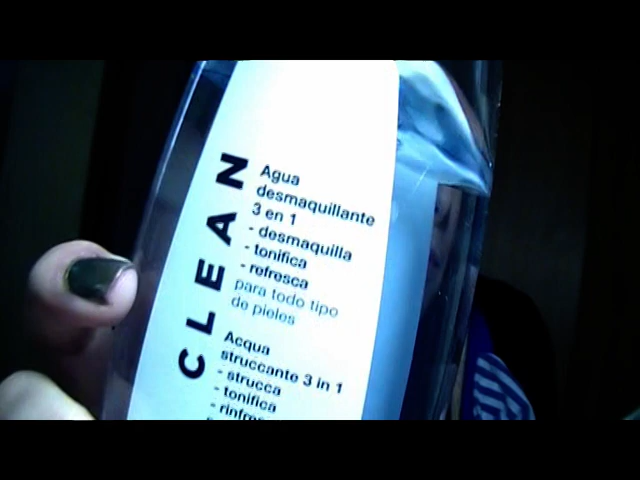 CLEAN
Agua
desmaquillante
3 en 1
- desmaquilla
- tonifica
- refresca
para todo tipo
de pieles
Acqua
struccante 3 in 1
- strucca
- tonifica